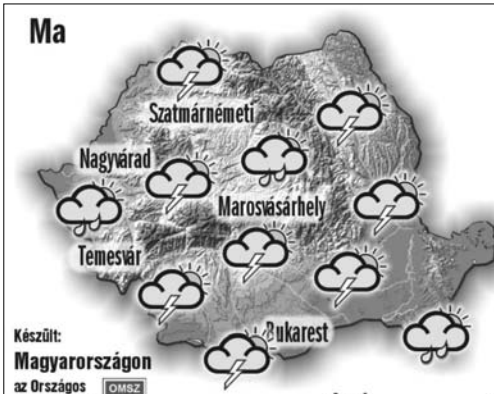 Ma
Szatmárnémeti
Nagyvárad
Marosvásárhely
Temesvár
Bukarest
Készült:
Magyarországon
az Országos
OMSZ